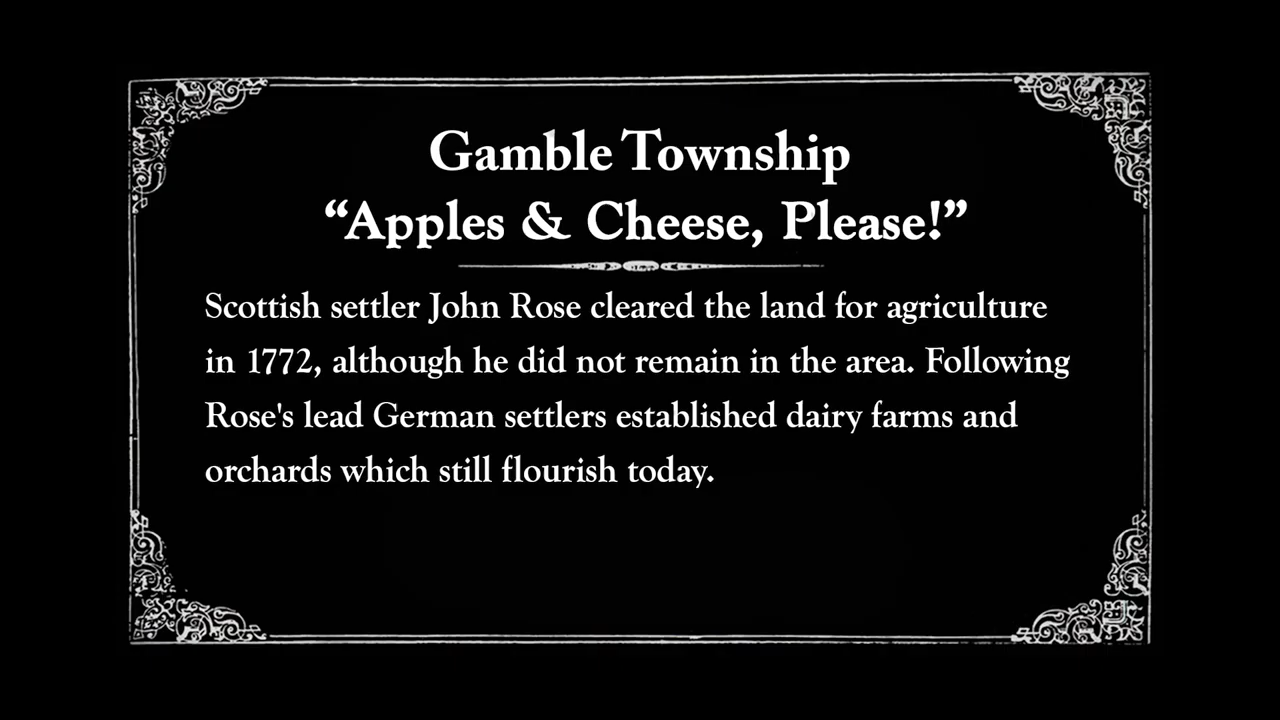 Gamble Township
“Apples & Cheese, Please!”
Scottish settler John Rose cleared the land for agriculture
in 1772, although he did not remain in the area. Following
Rose's lead German settlers established dairy farms and
orchards which still flourish today.